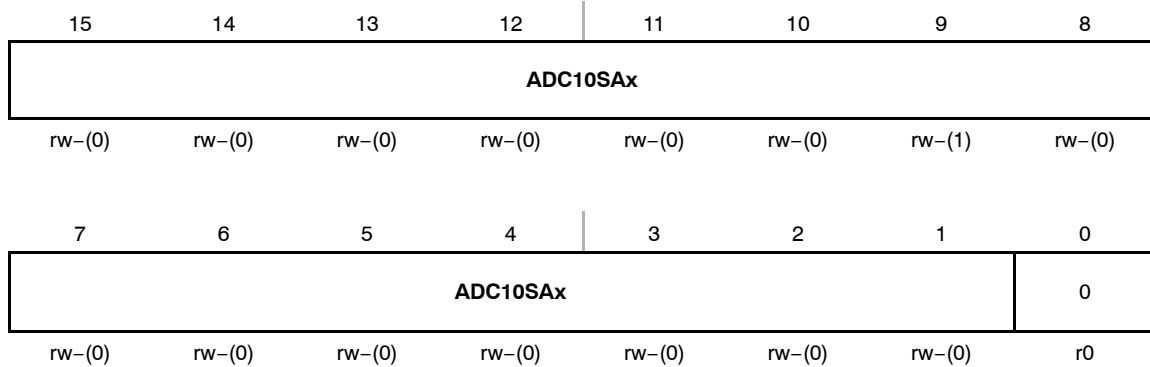 15 14 13 12 11 10 9 8
ADC10SAx
rw−(0) rw−(0) rw−(0) rw−(0) rw−(0) rw−(0) rw−(1) rw−(0)
7 6 5 4 3 2 1 0
ADC10SAx 0
rw−(0) rw−(0) rw−(0) rw−(0) rw−(0) rw−(0) rw−(0) r0